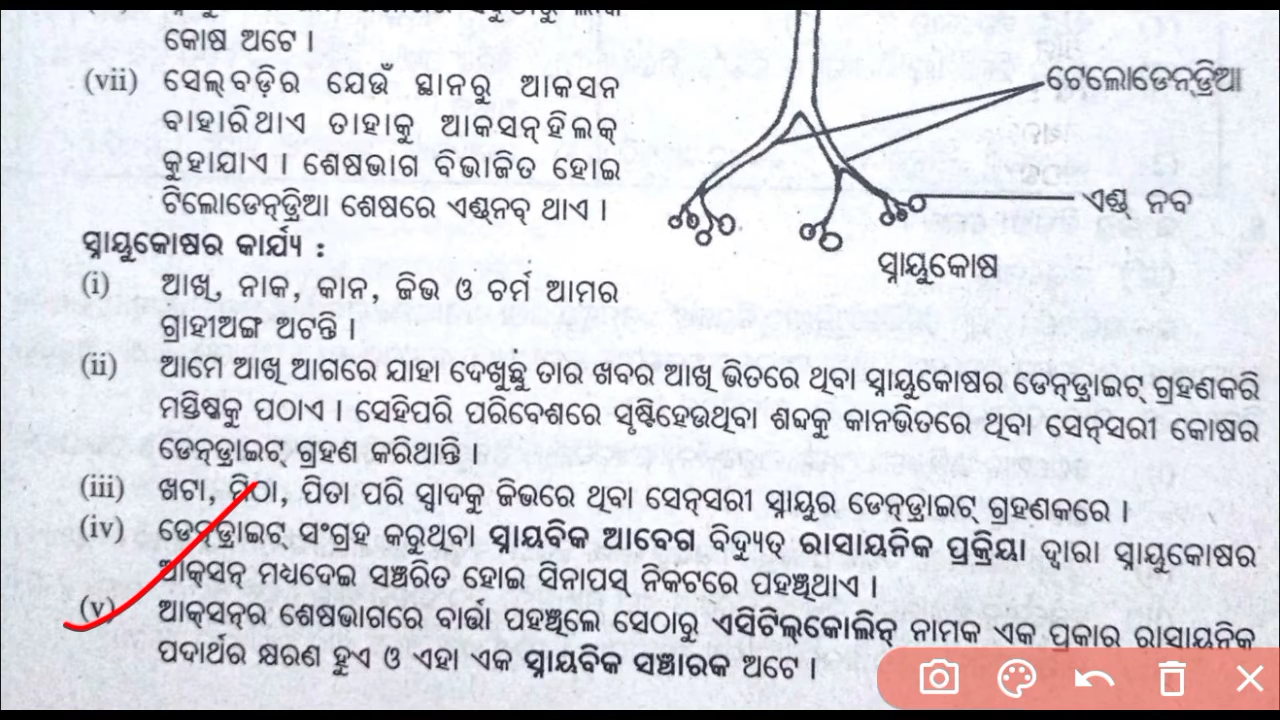 କୋଷ ଅଟେ ।
(vii) ସେଲ୍‌ବଡ଼ିର ଯେଉଁ ସ୍ଥାନରୁ ଆକସନ
ବାହାରିଥାଏ ତାହାକୁ ଆକସନ୍‌ହିଲକ୍
କୁହାଯାଏ । ଶେଷଭାଗ ବିଭାଜିତ ହୋଇ
ଟିଲୋଡେନ୍‌ଡ୍ରିଆ ଶେଷରେ ଏଣ୍ଡ୍‌ନବ୍ ଥାଏ ।
ଟେଲୋଡେନ୍‌ଡ୍ରିଆ
ଏଣ୍ଡ୍ ନବ୍
ସ୍ନାୟୁକୋଷ
ସ୍ନାୟୁକୋଷର କାର୍ଯ୍ୟ :
(i) ଆଖି, ନାକ, କାନ, ଜିଭ ଓ ଚର୍ମ ଆମର
ଗ୍ରାହୀଅଙ୍ଗ ଅଟନ୍ତି ।
(ii) ଆମେ ଆଖି ଆଗରେ ଯାହା ଦେଖୁଛୁ ତାର ଖବର ଆଖି ଭିତରେ ଥିବା ସ୍ନାୟୁକୋଷର ଡେନ୍‌ଡ୍ରାଇଟ୍ ଗ୍ରହଣକରି
ମସ୍ତିଷ୍କକୁ ପଠାଏ । ସେହିପରି ପରିବେଶରେ ସୃଷ୍ଟିହେଉଥିବା ଶବ୍ଦକୁ କାନଭିତରେ ଥିବା ସେନ୍‌ସରୀ କୋଷର
ଡେନ୍‌ଡ୍ରାଇଟ୍ ଗ୍ରହଣ କରିଥାନ୍ତି ।
(iii) ଖଟା, ମିଠା, ପିତା ପରି ସ୍ୱାଦକୁ ଜିଭରେ ଥିବା ସେନ୍‌ସରୀ ସ୍ନାୟୁର ଡେନ୍‌ଡ୍ରାଇଟ୍ ଗ୍ରହଣକରେ ।
(iv) ଡେନ୍‌ଡ୍ରାଇଟ୍ ସଂଗ୍ରହ କରୁଥିବା ସ୍ନାୟବିକ ଆବେଗ ବିଦ୍ୟୁତ୍ ରାସାୟନିକ ପ୍ରକ୍ରିୟା ଦ୍ୱାରା ସ୍ନାୟୁକୋଷର
ଆକ୍‌ସନ୍ ମଧ୍ୟଦେଇ ସଞ୍ଚରିତ ହୋଇ ସିନାପସ୍ ନିକଟରେ ପହଞ୍ଚିଥାଏ ।
(v) ଆକ୍‌ସନ୍‌ର ଶେଷଭାଗରେ ବାର୍ତ୍ତା ପହଞ୍ଚିଲେ ସେଠାରୁ ଏସିଟିଲ୍‌କୋଲିନ୍ ନାମକ ଏକ ପ୍ରକାର ରାସାୟନିକ
ପଦାର୍ଥର କ୍ଷରଣ ହୁଏ ଓ ଏହା ଏକ ସ୍ନାୟବିକ ସଞ୍ଚାରକ ଅଟେ ।